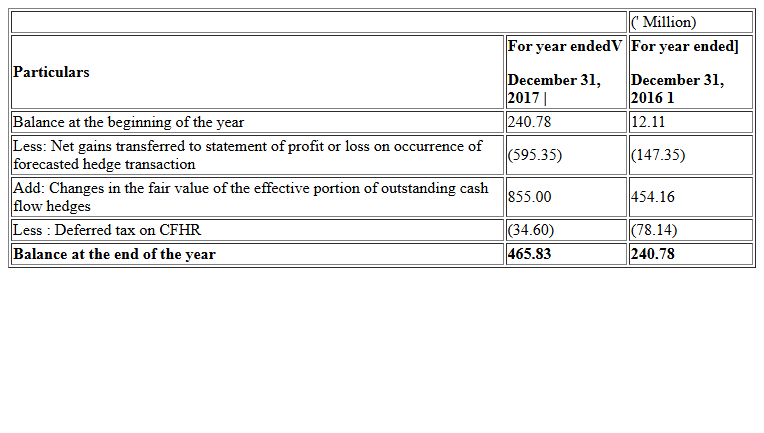 (' Million)
Particulars
For year endedV
December 31,
2017 |
For year ended]
December 31,
2016 1
Balance at the beginning of the year 240.78 12.11
Less: Net gains transferred to statement of profit or loss on occurrence of
forecasted hedge transaction
(595.35) (147.35)
Add: Changes in the fair value of the effective portion of outstanding cash
flow hedges
855.00 454.16
Less : Deferred tax on CFHR (34.60) (78.14)
Balance at the end of the year 465.83 240.78